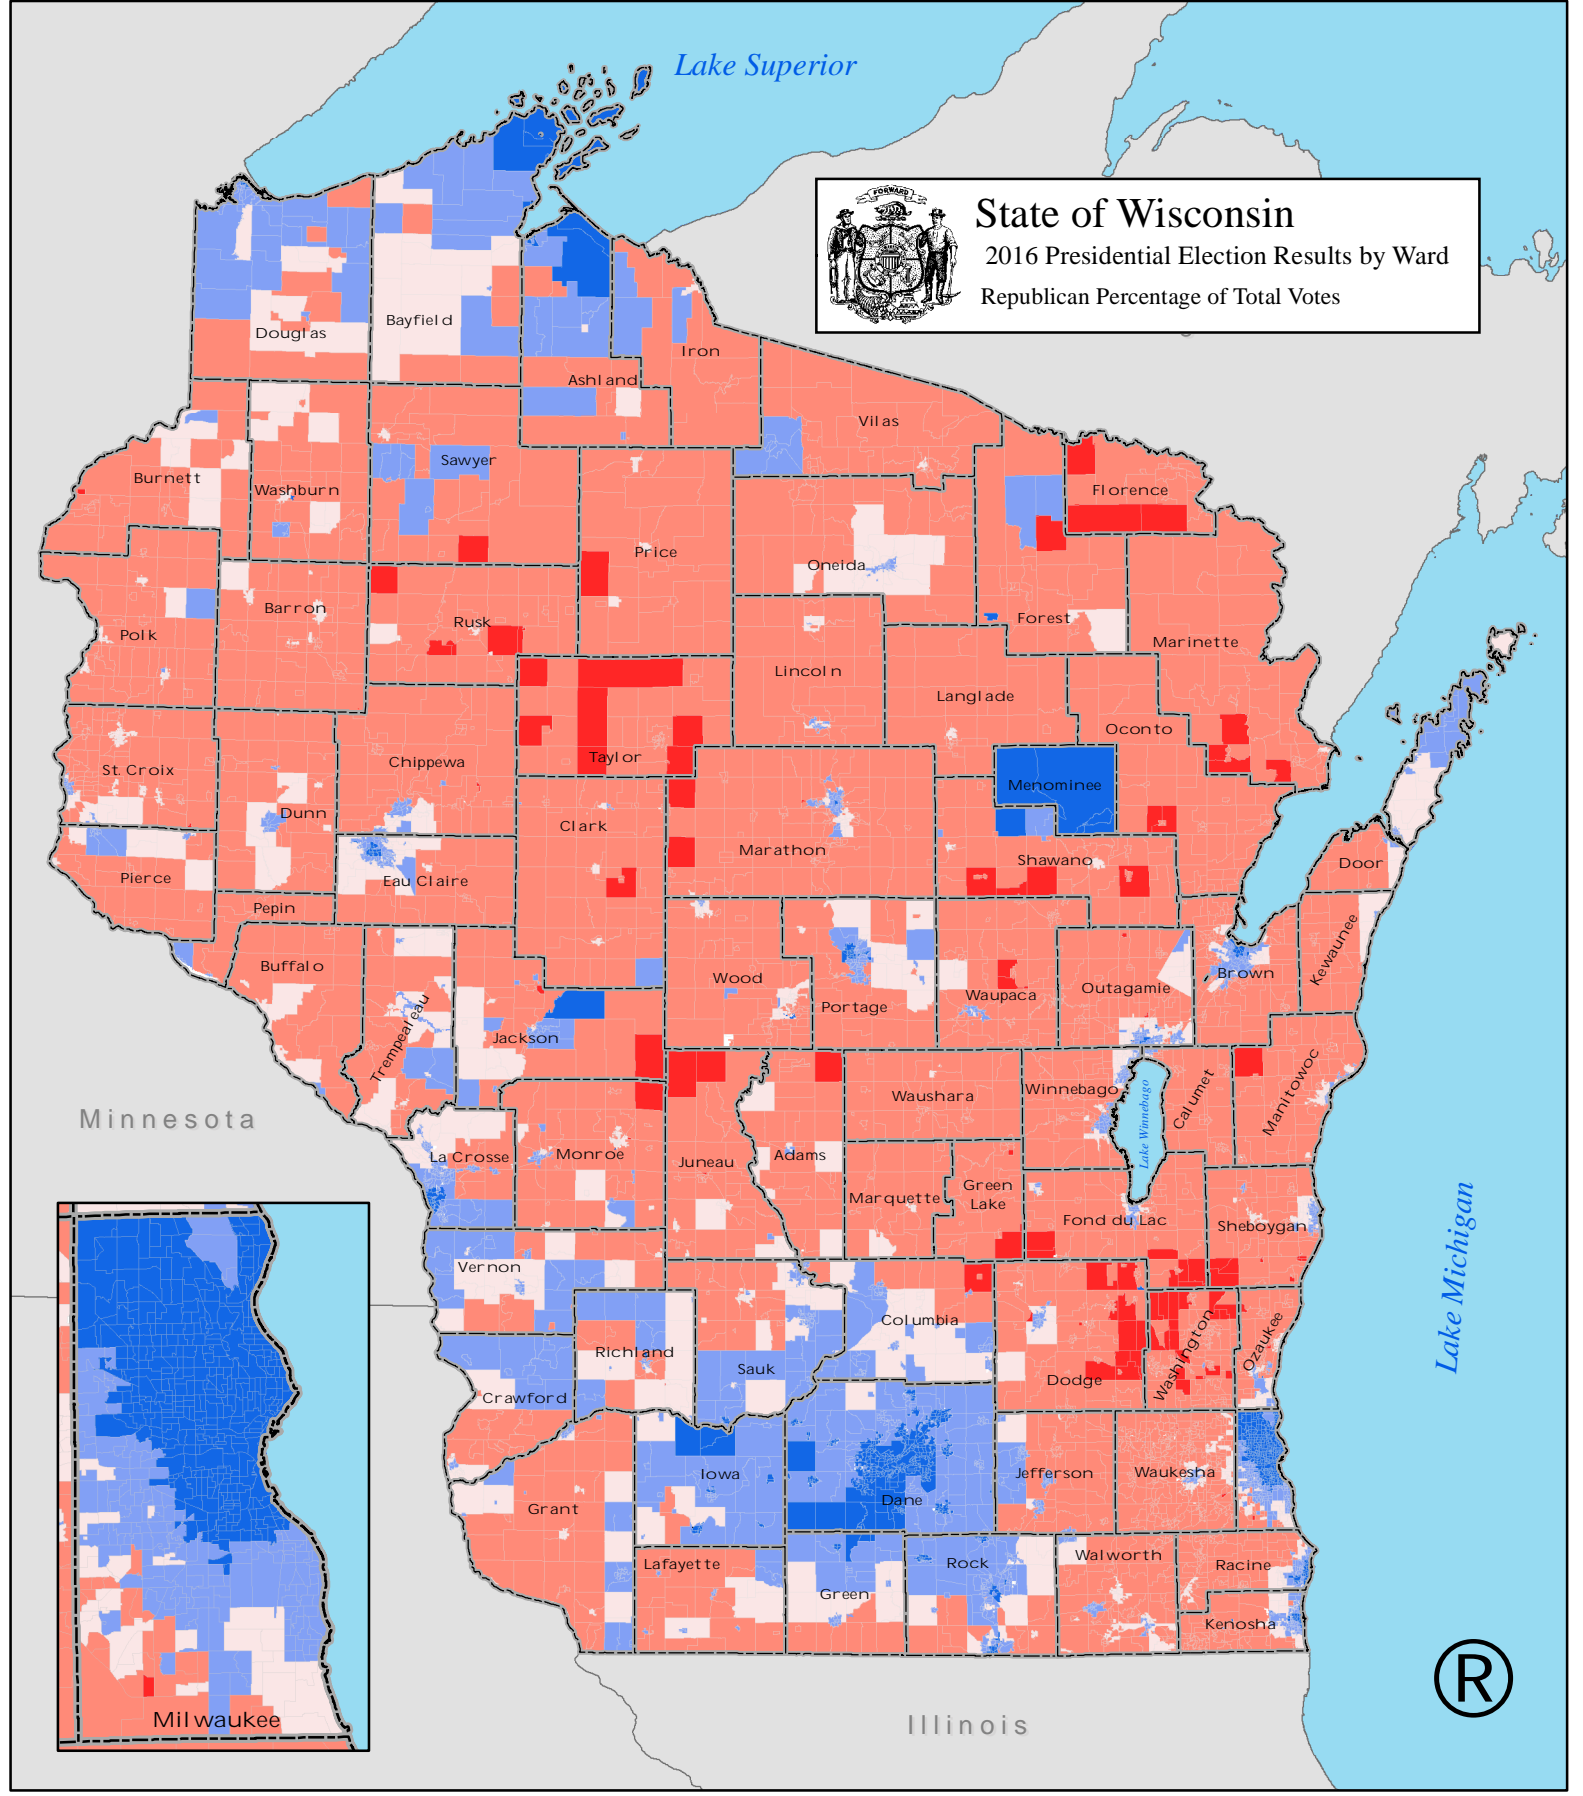 Lake Superior
FORWARD
State of Wisconsin
2016 Presidential Election Results by Ward
Republican Percentage of Total Votes
Douglas
Bayfield
Ashland
Iron
Vilas
Burnett
Washburn
Sawyer
Florence
Price
Oneida
Forest
Marinette
Polk
Barron
Rusk
Lincoln
Langlade
Oconto
St. Croix
Dunn
Chippewa
Taylor
Menominee
Clark
Marathon
Shawano
Door
Pierce
Pepin
Eau Claire
Buffalo
Trempealeau
Jackson
Wood
Portage
Waupaca
Outagamie
Brown
Kewaunee
Minnesota
La Crosse
Monroe
Juneau
Adams
Waushara
Winnebago
Lake Winnebago
Calumet
Manitowoc
Marquette
Green
Lake
Fond du Lac
Sheboygan
Lake Michigan
Vernon
Richland
Sauk
Columbia
Dodge
Washington
Ozaukee
Crawford
Grant
Iowa
Dane
Jefferson
Waukesha
Lafayette
Green
Rock
Walworth
Racine
Kenosha
Milwaukee
Illinois
R